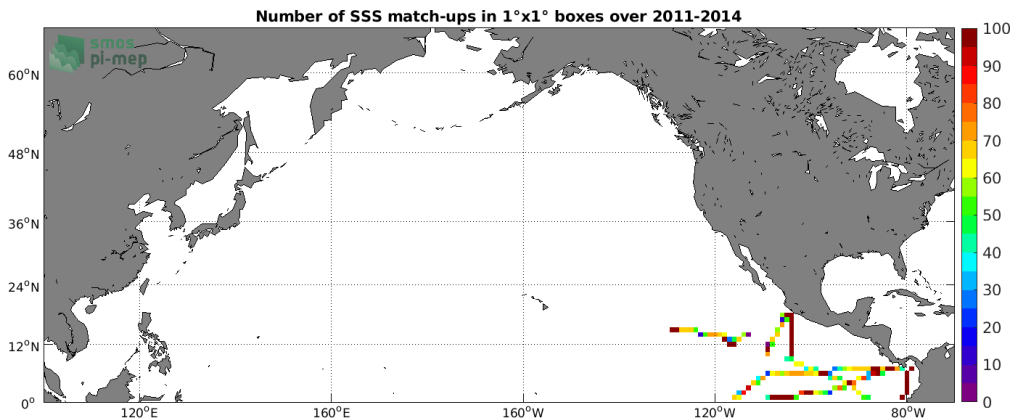 Number of SSS match-ups in 1°x1° boxes over 2011-2014
smos
pi-mep
60°N
48°N
36°N
24°N
12°N
0°
120°E
160°E
160°W
120°W
80°W
100
90
80
70
60
50
40
30
20
10
0